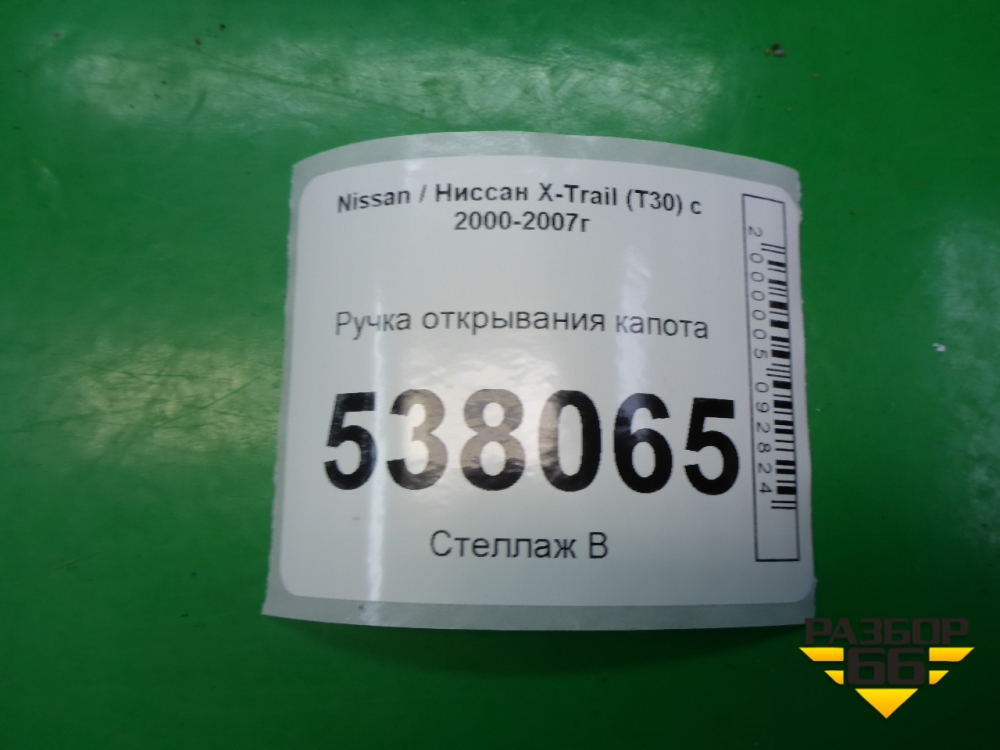 Nissan / Ниссан X-Trail (T30) с
2000-2007г
Ручка открывания капота
538065
Стеллаж В
2000005092824
РАЗБОР
66